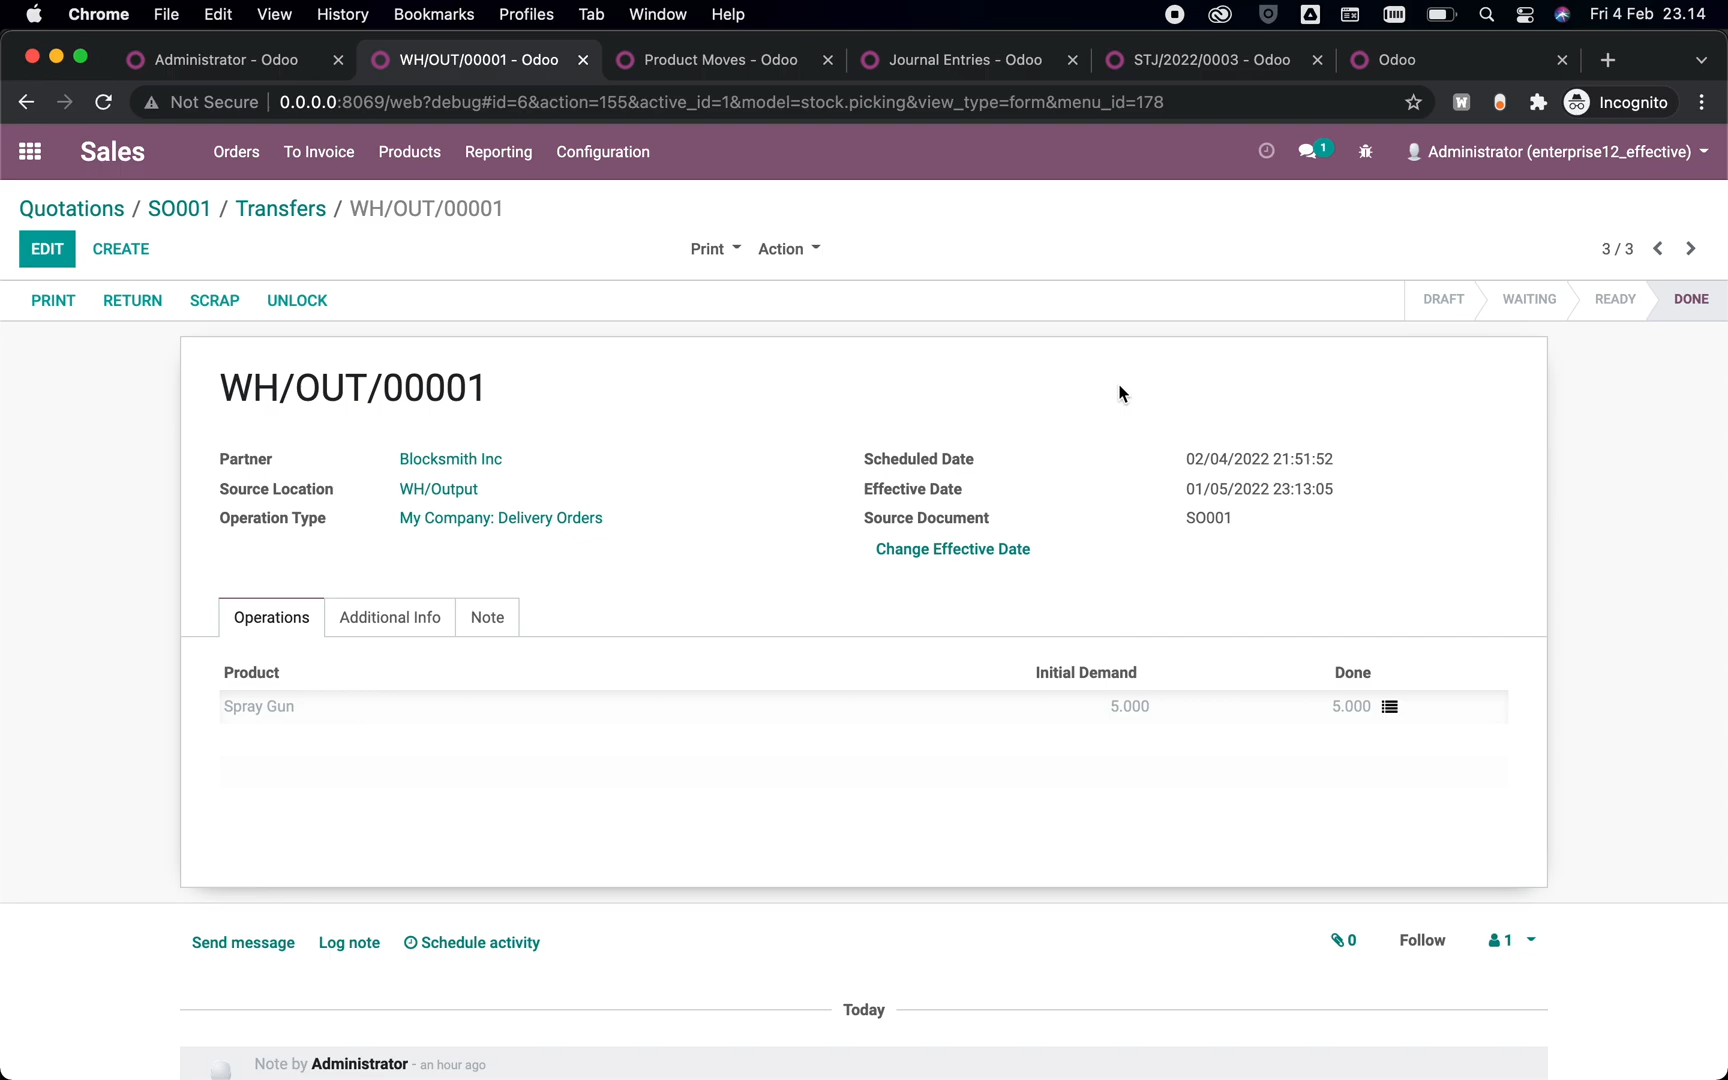 Chrome File Edit View History Bookmarks Profiles Tab Window Help Fri 4 Feb 23.14
Administrator - Odoo WH/OUT/00001 - Odoo Product Moves - Odoo Journal Entries - Odoo STJ/2022/0003 - Odoo Odoo
Not Secure 0.0.0.0:8069/web?debug#id=6&action=155&active_id=1&model=stock.picking&view_type=form&menu_id=178 W Incognito
Sales Orders To Invoice Products Reporting Configuration 1 Administrator (enterprise12_effective)
Quotations / SO001 / Transfers / WH/OUT/00001
EDIT CREATE Print Action 3 / 3
PRINT RETURN SCRAP UNLOCK DRAFT WAITING READY DONE
WH/OUT/00001
Partner Blocksmith Inc Scheduled Date 02/04/2022 21:51:52
Source Location WH/Output Effective Date 01/05/2022 23:13:05
Operation Type My Company: Delivery Orders Source Document SO001
Change Effective Date
Operations Additional Info Note
Product Initial Demand Done
Spray Gun 5.000 5.000
Send message Log note Schedule activity 0 Follow 1
Today
Note by Administrator - an hour ago